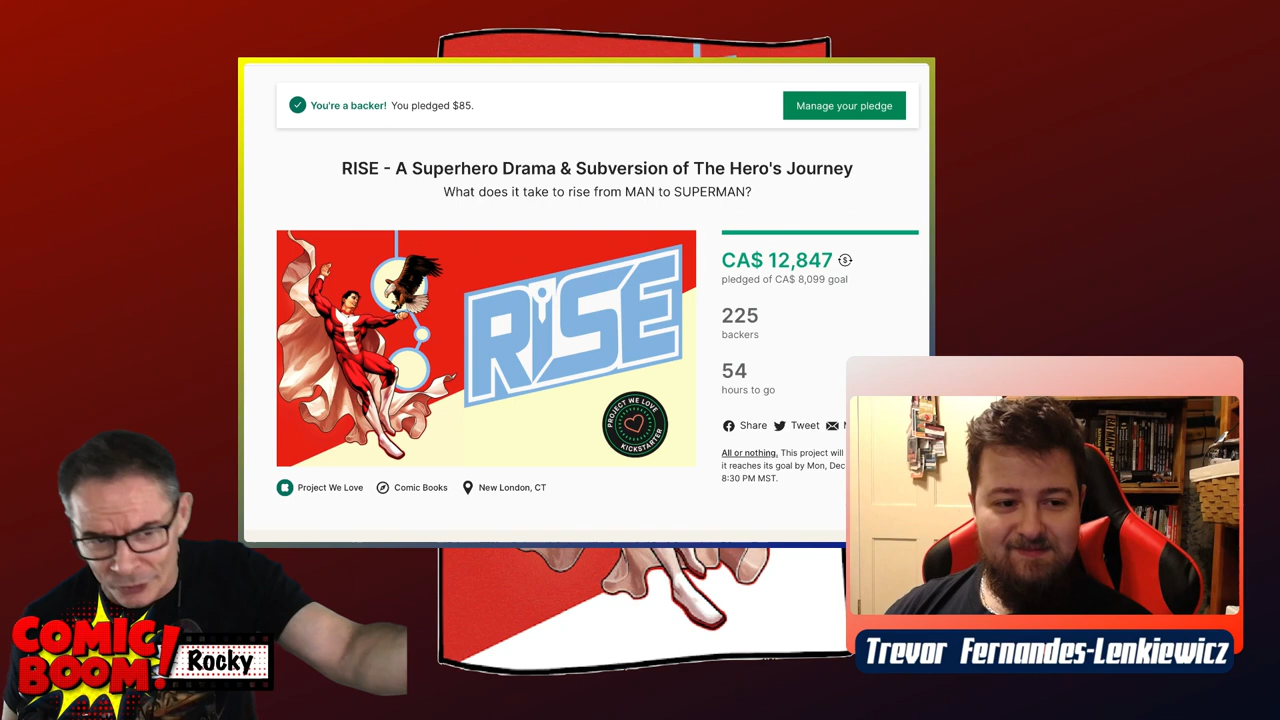 You're a backer! You pledged $85.
Manage your pledge
RISE - A Superhero Drama & Subversion of The Hero's Journey
What does it take to rise from MAN to SUPERMAN?
RiSE
PROJECT WE LOVE
KICKSTARTER
CA$ 12,847
pledged of CA$ 8,099 goal
225
backers
54
hours to go
Share Tweet
All or nothing. This project will
it reaches its goal by Mon, Dec
8:30 PM MST.
Project We Love Comic Books New London, CT
COMIC
BOOM!
Rocky
Trevor Fernandes-Lenkiewicz